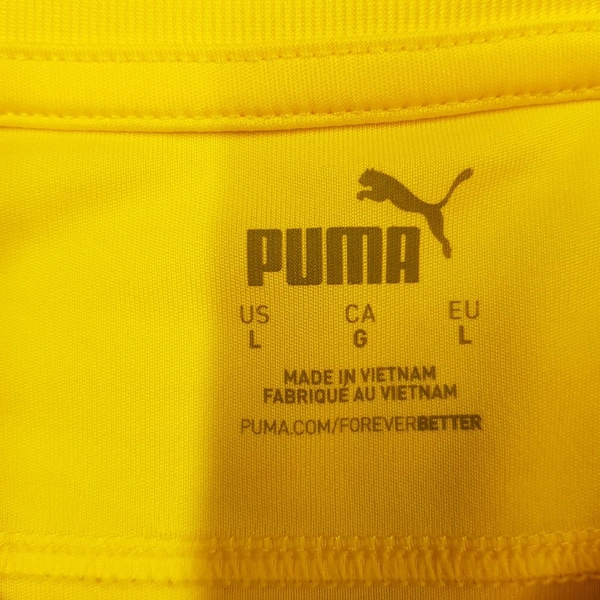 PUMA
US CA EU
L G L
MADE IN VIETNAM
FABRIQUÉ AU VIETNAM
PUMA.COM/FOREVERBETTER